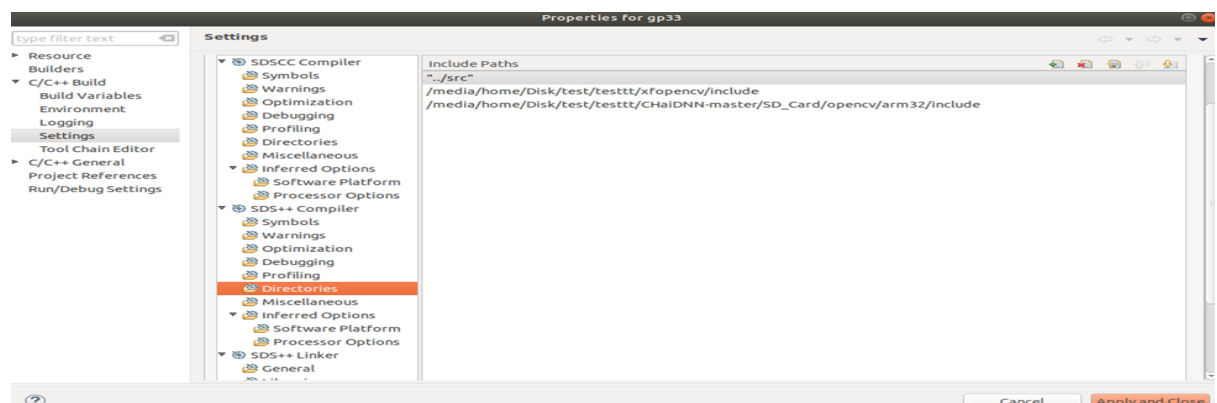 Properties for gp33
type filter text
Settings
Resource
Builders
C/C++ Build
Build Variables
Environment
Logging
Settings
Tool Chain Editor
C/C++ General
Project References
Run/Debug Settings
SDSCC Compiler
Symbols
Warnings
Optimization
Debugging
Profiling
Directories
Miscellaneous
Inferred Options
Software Platform
Processor Options
SDS++ Compiler
Symbols
Warnings
Optimization
Debugging
Profiling
Directories
Miscellaneous
Inferred Options
Software Platform
Processor Options
SDS++ Linker
General
Include Paths
"../src"
/media/home/Disk/test/testtt/xfopencv/include
/media/home/Disk/test/testtt/CHaiDNN-master/SD_Card/opencv/arm32/include
Cancel
Apply and Close